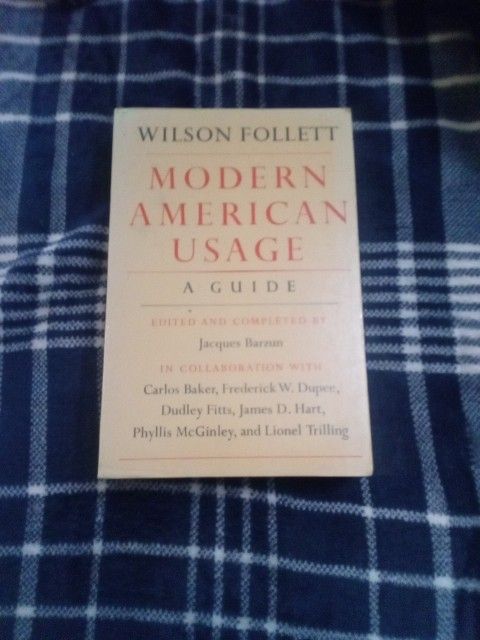 WILSON FOLLETT
MODERN
AMERICAN
USAGE
A GUIDE
EDITED AND COMPLETED BY
Jacques Barzun
IN COLLABORATION WITH
Carlos Baker, Frederick W. Dupee,
Dudley Fitts, James D. Hart,
Phyllis McGinley, and Lionel Trilling